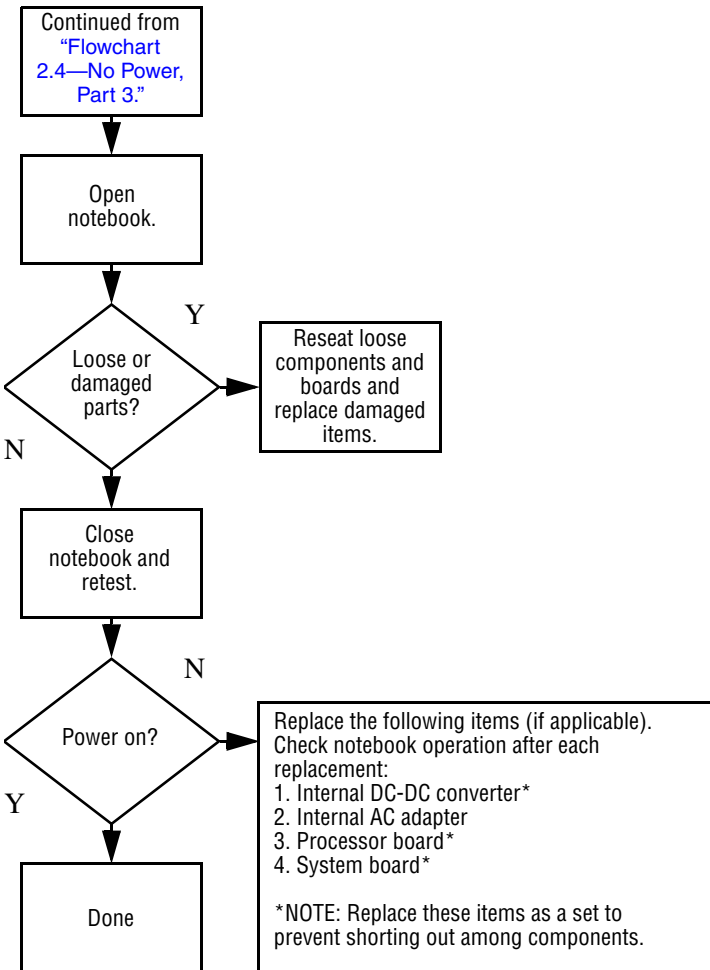 Continued from
“Flowchart
2.4—No Power,
Part 3.”
Open
notebook.
Y
Loose or
damaged
parts?
Reseat loose
components and
boards and
replace damaged
items.
N
Close
notebook and
retest.
N
Power on?
Replace the following items (if applicable).
Check notebook operation after each
replacement:
1. Internal DC-DC converter*
2. Internal AC adapter
3. Processor board*
4. System board*
*NOTE: Replace these items as a set to
prevent shorting out among components.
Y
Done